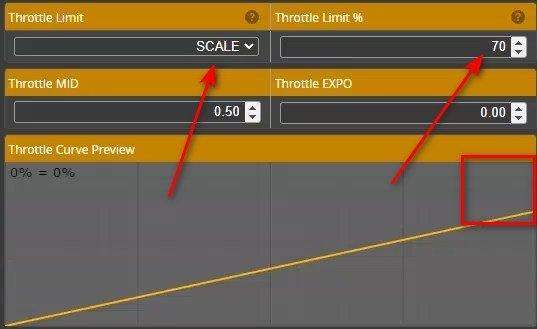 Throttle Limit
Throttle Limit %
SCALE
70
Throttle MID
Throttle EXPO
0.50
0.00
Throttle Curve Preview
0% = 0%